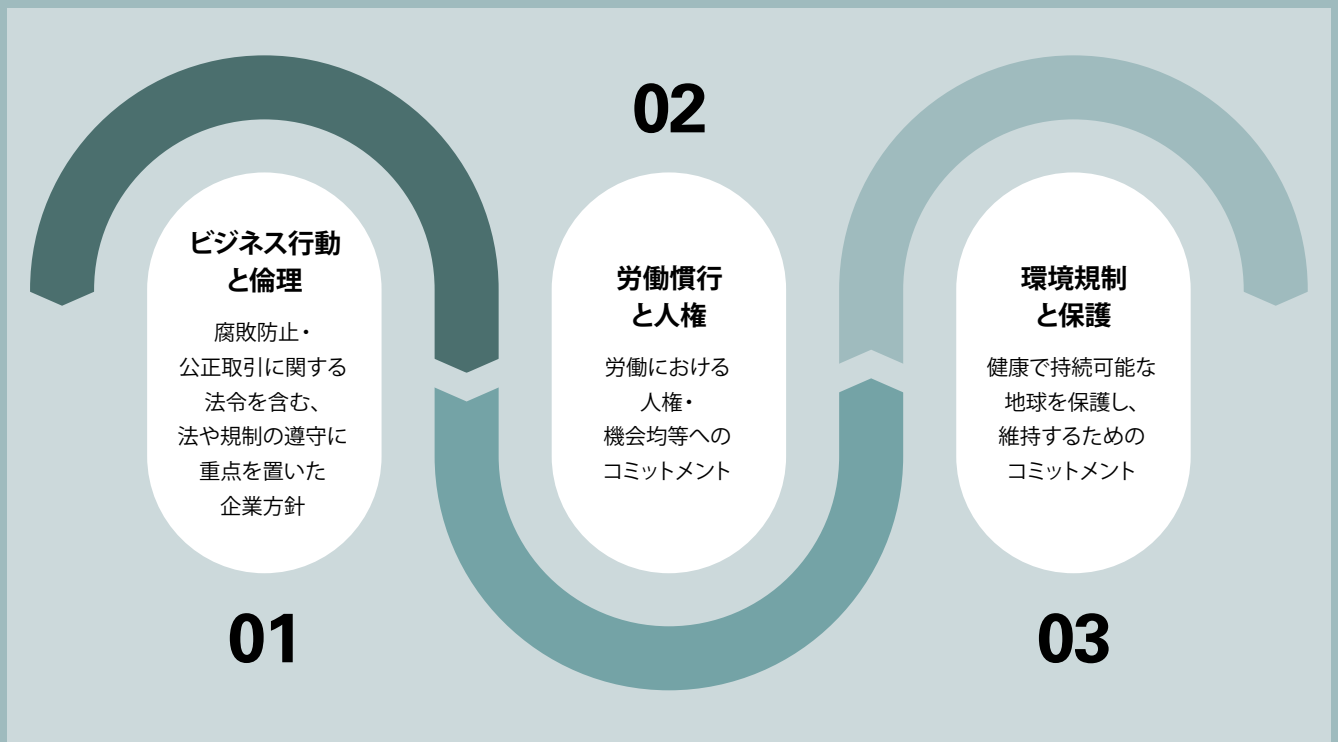 ビジネス行動
と倫理
腐敗防止・
公正取引に関する
法令を含む、
法や規制の遵守に
重点を置いた
企業方針
01
02
労働慣行
と人権
労働における
人権・
機会均等への
コミットメント
環境規制
と保護
健康で持続可能な
地球を保護し、
維持するための
コミットメント
03